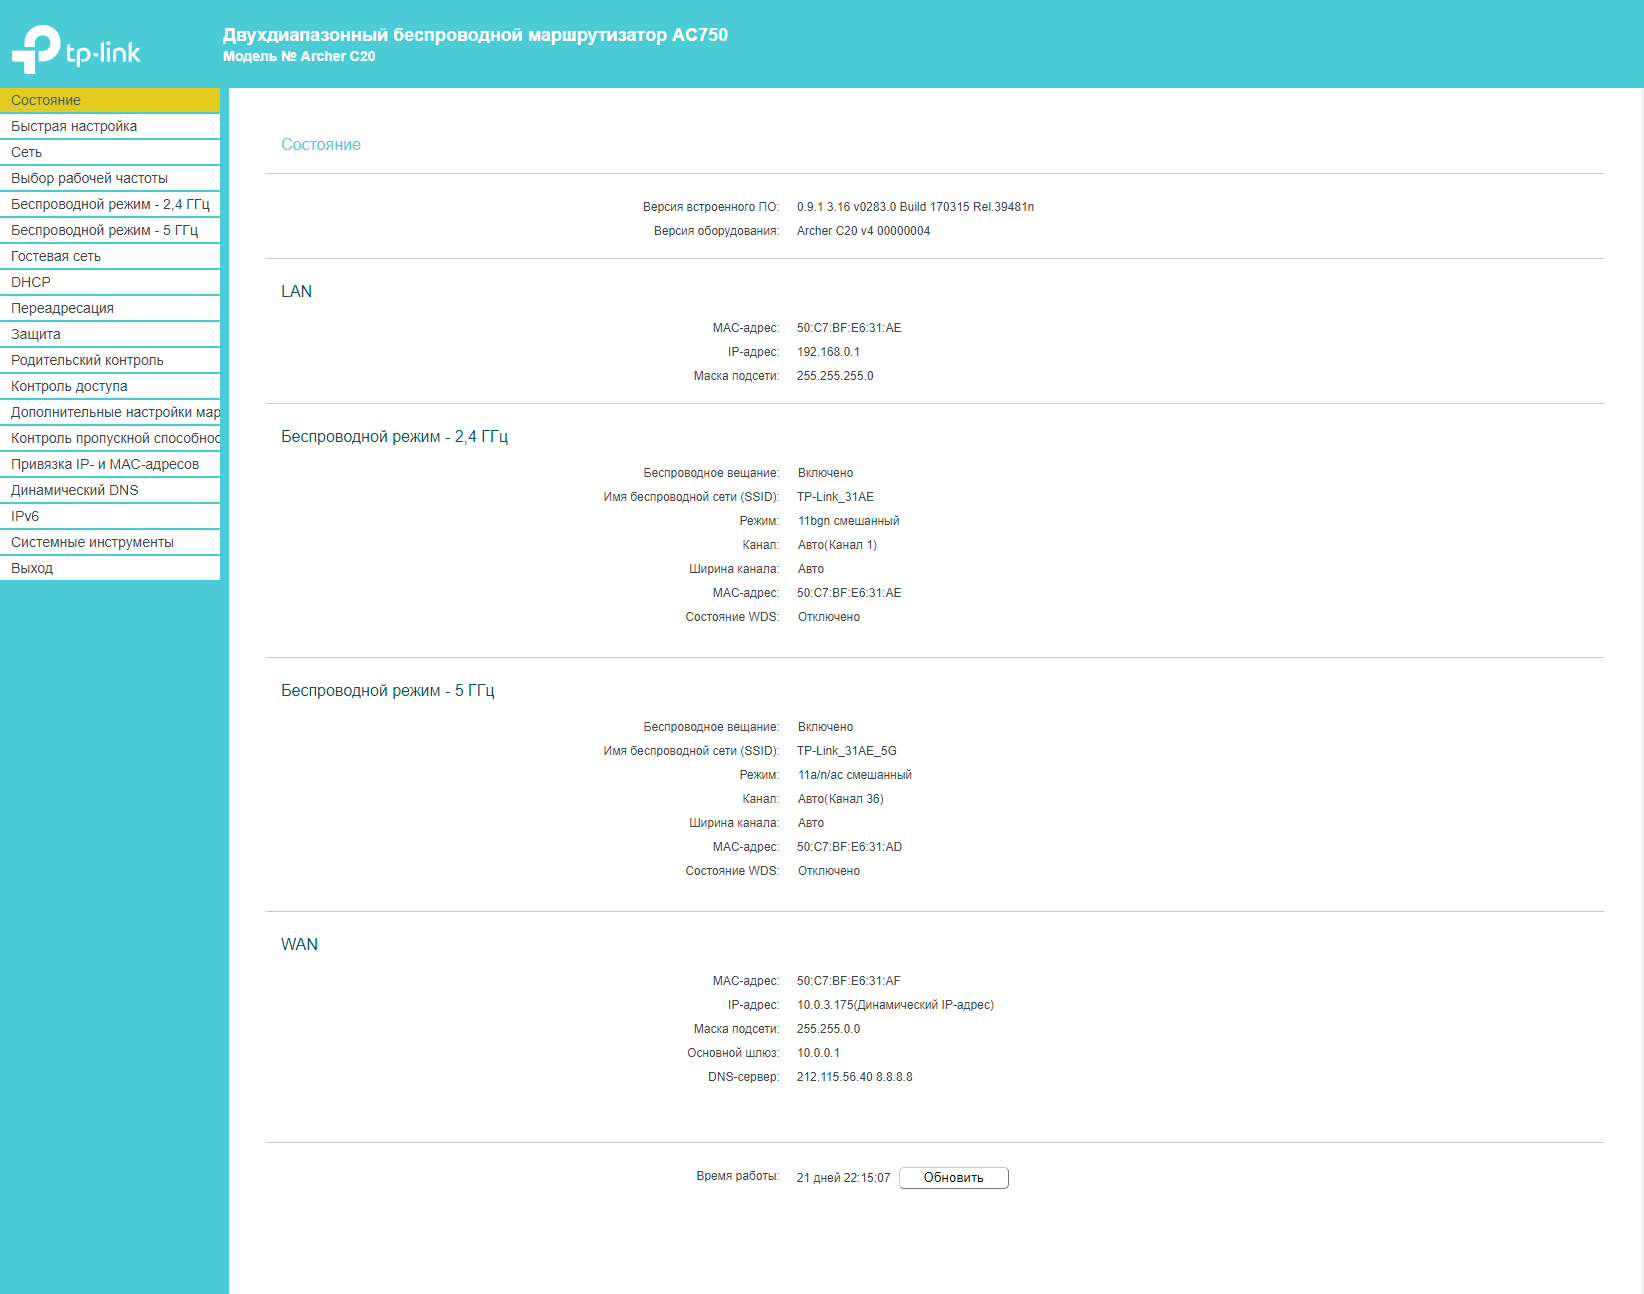 tp-link
Двухдиапазонный беспроводной маршрутизатор AC750
Модель № Archer C20
Состояние
Быстрая настройка
Сеть
Выбор рабочей частоты
Беспроводной режим - 2,4 ГГц
Беспроводной режим - 5 ГГц
Гостевая сеть
DHCP
Переадресация
Защита
Родительский контроль
Контроль доступа
Дополнительные настройки мар
Контроль пропускной способнос
Привязка IP- и MAC-адресов
Динамический DNS
IPv6
Системные инструменты
Выход
Состояние
Версия встроенного ПО: 0.9.1 3.16 v0283.0 Build 170315 Rel.39481n
Версия оборудования: Archer C20 v4 00000004
LAN
MAC-адрес: 50:C7:BF:E6:31:AE
IP-адрес: 192.168.0.1
Маска подсети: 255.255.255.0
Беспроводной режим - 2,4 ГГц
Беспроводное вещание: Включено
Имя беспроводной сети (SSID): TP-Link_31AE
Режим: 11bgn смешанный
Канал: Авто(Канал 1)
Ширина канала: Авто
MAC-адрес: 50:C7:BF:E6:31:AE
Состояние WDS: Отключено
Беспроводной режим - 5 ГГц
Беспроводное вещание: Включено
Имя беспроводной сети (SSID): TP-Link_31AE_5G
Режим: 11a/n/ac смешанный
Канал: Авто(Канал 36)
Ширина канала: Авто
MAC-адрес: 50:C7:BF:E6:31:AD
Состояние WDS: Отключено
WAN
MAC-адрес: 50:C7:BF:E6:31:AF
IP-адрес: 10.0.3.175(Динамический IP-адрес)
Маска подсети: 255.255.0.0
Основной шлюз: 10.0.0.1
DNS-сервер: 212.115.56.40 8.8.8.8
Время работы: 21 дней 22:15:07 Обновить